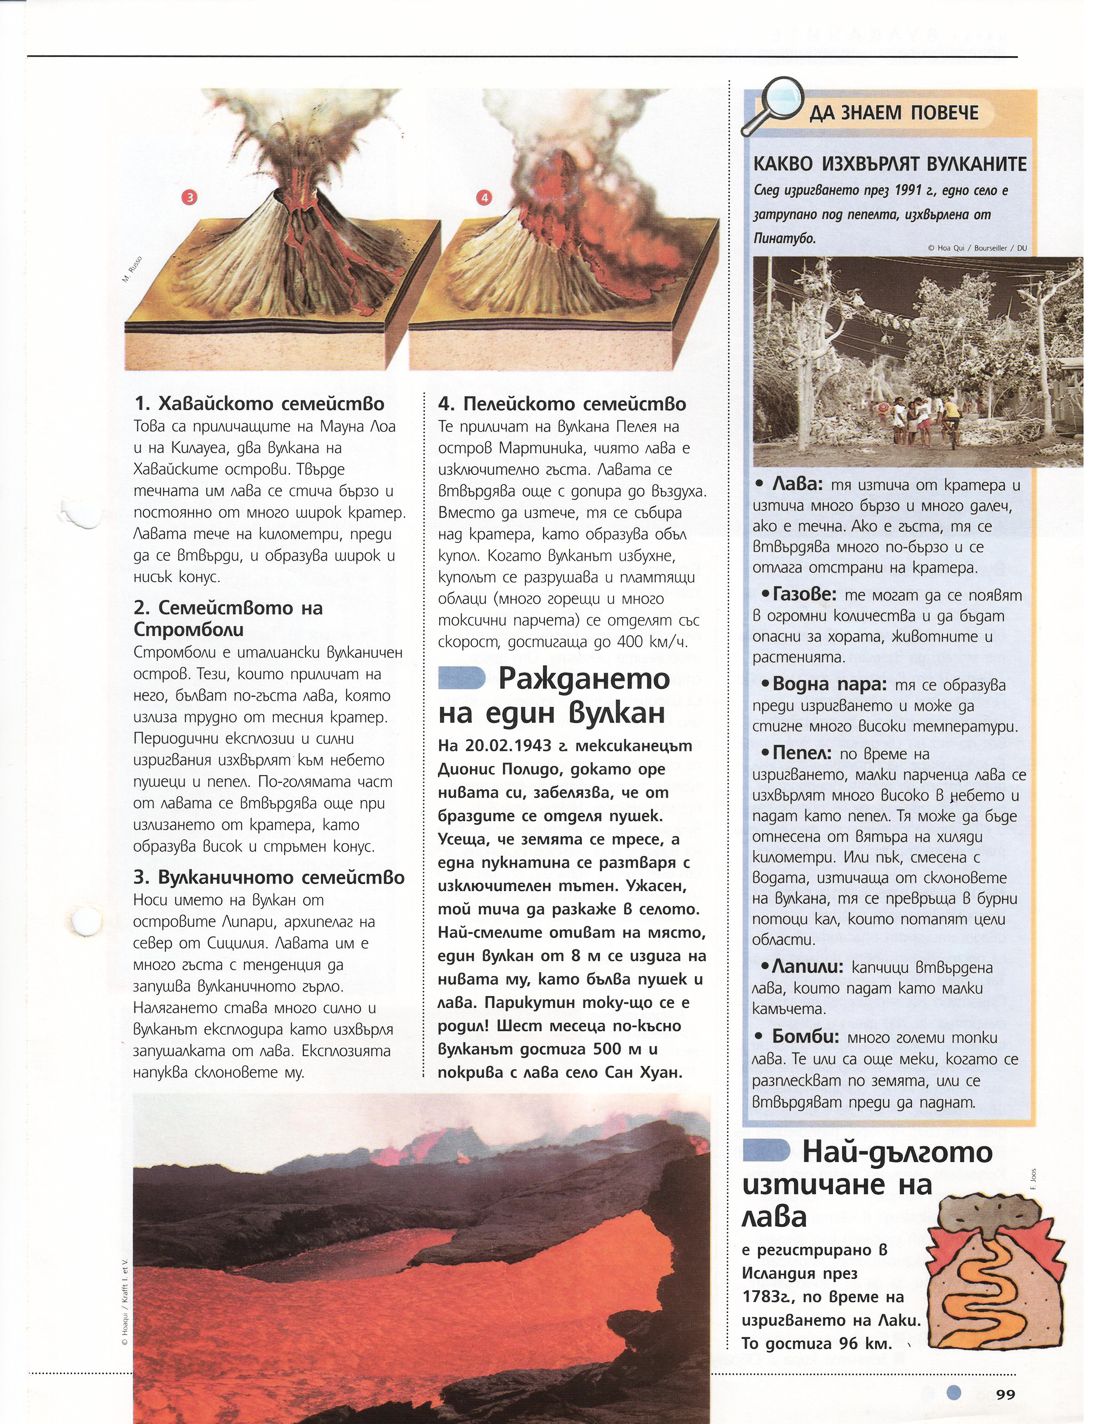 3
4
M. Russo
1. Хавайското семейство
Това са приличащите на Мауна Лоа
и на Килауеа, два вулкана на
Хавайските острови. Твърде
течната им лава се стича бързо и
постоянно от много широк кратер.
Лавата тече на километри, преди
да се втвърди, и образува широк и
нисък конус.
2. Семейството на
Стромболи
Стромболи е италиански вулканичен
остров. Тези, които приличат на
него, бълват по-гъста лава, която
излиза трудно от тесния кратер.
Периодични експлозии и силни
изригвания изхвърлят към небето
пушеци и пепел. По-голямата част
от лавата се втвърдява още при
излизането от кратера, като
образува висок и стръмен конус.
3. Вулканичното семейство
Носи името на вулкан от
островите Липари, архипелаг на
север от Сицилия. Лавата им е
много гъста с тенденция да
запушва вулканичното гърло.
Налягането става много силно и
вулканът експлодира като изхвърля
запушалката от лава. Експлозията
напуква склоновете му.
4. Пелейското семейство
Те приличат на вулкана Пелея на
остров Мартиника, чиято лава е
изключително гъста. Лавата се
втвърдява още с допира до въздуха.
Вместо да изтече, тя се събира
над кратера, като образува объл
купол. Когато вулканът избухне,
куполът се разрушава и пламтящи
облаци (много горещи и много
токсични парчета) се отделят със
скорост, достигаща до 400 км/ч.
Раждането
на един вулкан
На 20.02.1943 г. мексиканецът
Дионис Полидо, докато оре
нивата си, забелязва, че от
браздите се отделя пушек.
Усеща, че земята се тресе, а
една пукнатина се разтваря с
изключителен тътен. Ужасен,
той тича да разкаже в селото.
Най-смелите отиват на място,
един вулкан от 8 м се издига на
нивата му, като бълва пушек и
лава. Парикутин току-що се е
родил! Шест месеца по-късно
вулканът достига 500 м и
покрива с лава село Сан Хуан.
© Hoaqui / Krafft I. et V.
ДА ЗНАЕМ ПОВЕЧЕ
КАКВО ИЗХВЪРЛЯТ ВУЛКАНИТЕ
След изригването през 1991 г., едно село е
затрупано под пепелта, изхвърлена от
Пинатубо.
© Hoa Qui / Bourseiller / DU
• Лава: тя изтича от кратера и
изтича много бързо и много далеч,
ако е течна. Ако е гъста, тя се
втвърдява много по-бързо и се
отлага отстрани на кратера.
• Газове: те могат да се появят
в огромни количества и да бъдат
опасни за хората, животните и
растенията.
• Водна пара: тя се образува
преди изригването и може да
стигне много високи температури.
• Пепел: по време на
изригването, малки парченца лава се
изхвърлят много високо в небето и
падат като пепел. Тя може да бъде
отнесена от вятъра на хиляди
километри. Или пък, смесена с
водата, изтичаща от склоновете
на вулкана, тя се превръща в бурни
потоци кал, които потапят цели
области.
• Лапили: капчици втвърдена
лава, които падат като малки
камъчета.
• Бомби: много големи топки
лава. Те или са още меки, когато се
разплескват по земята, или се
втвърдяват преди да паднат.
Най-дългото
изтичане на
лава
F. Joos
е регистрирано в
Исландия през
1783г., по време на
изригването на Лаки.
То достига 96 км.
99